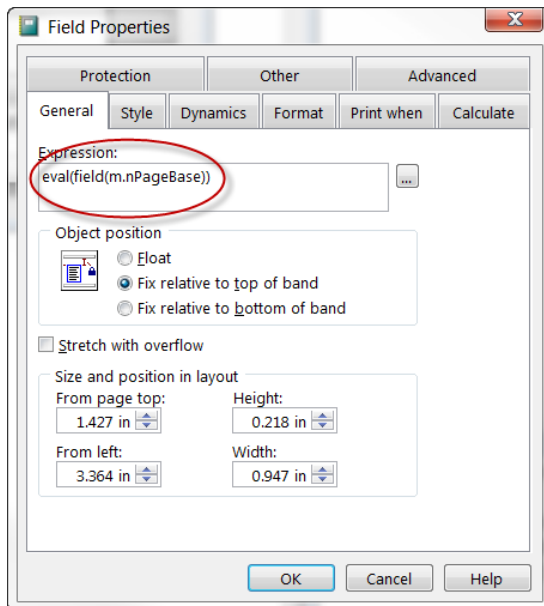 Field Properties
Protection Other Advanced
General Style Dynamics Format Print when Calculate
Expression:
eval(field(m.nPageBase))
...
Object position
Float
Fix relative to top of band
Fix relative to bottom of band
Stretch with overflow
Size and position in layout
From page top: Height:
1.427 in 0.218 in
From left: Width:
3.364 in 0.947 in
OK Cancel Help